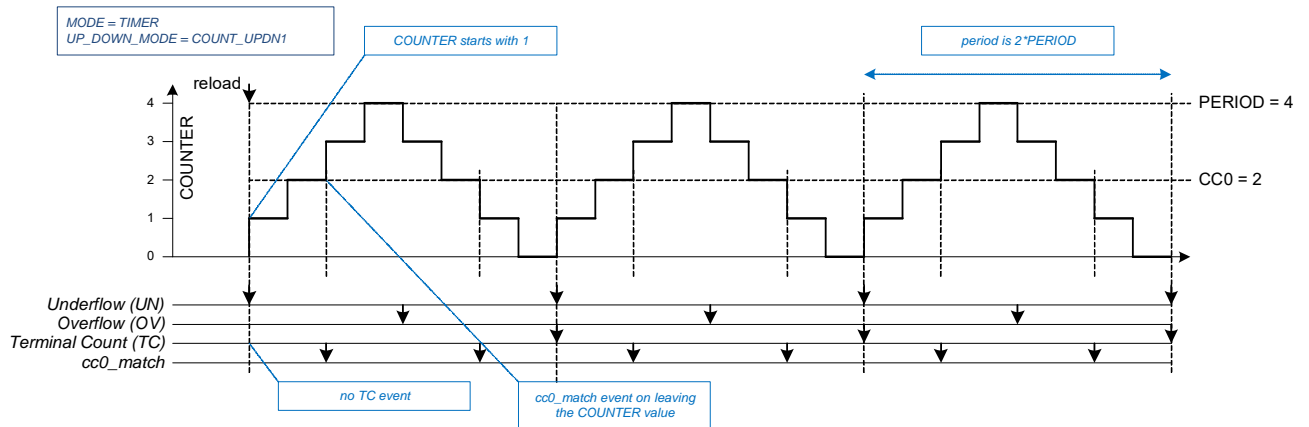 MODE = TIMER
UP_DOWN_MODE = COUNT_UPDN1
COUNTER starts with 1
period is 2*PERIOD
reload
COUNTER
4
3
2
1
0
PERIOD = 4
CC0 = 2
Underflow (UN)
Overflow (OV)
Terminal Count (TC)
cc0_match
no TC event
cc0_match event on leaving
the COUNTER value